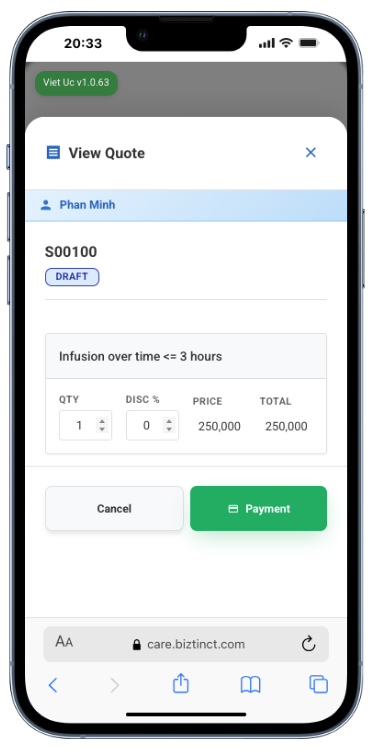 20:33
Viet Uc v1.0.63
View Quote
Phan Minh
S00100
DRAFT
Infusion over time <= 3 hours
QTY DISC % PRICE TOTAL
1 0 250,000 250,000
Cancel Payment
AA care.biztinct.com